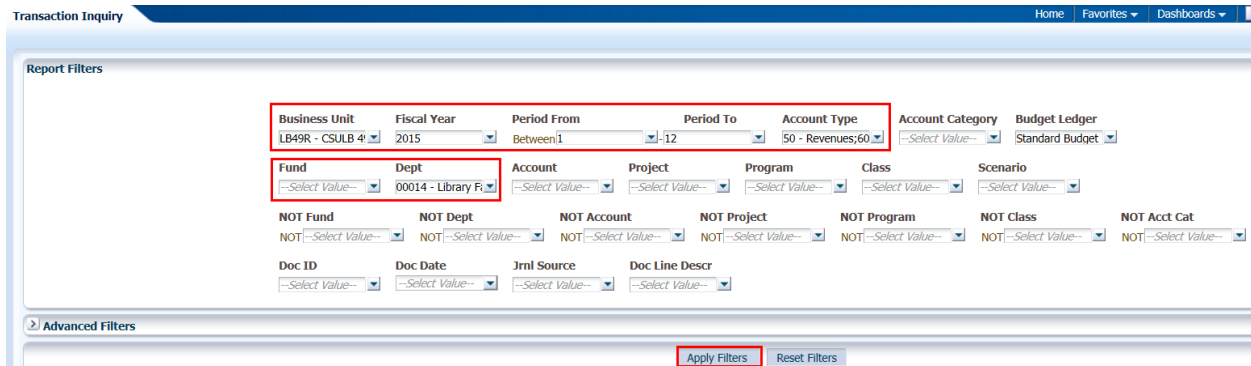 Transaction Inquiry
Home Favorites Dashboards
Report Filters
Business Unit Fiscal Year Period From Period To Account Type Account Category Budget Ledger
LB49R - CSULB 2015 Between 1 - 12 50 - Revenues;60 --Select Value-- Standard Budget
Fund Dept Account Project Program Class Scenario
--Select Value-- 00014 - Library --Select Value-- --Select Value-- --Select Value-- --Select Value-- --Select Value--
NOT Fund NOT Dept NOT Account NOT Project NOT Program NOT Class NOT Acct Cat
NOT --Select Value-- NOT --Select Value-- NOT --Select Value-- NOT --Select Value-- NOT --Select Value-- NOT --Select Value-- NOT --Select Value--
Doc ID Doc Date Jrnl Source Doc Line Descr
--Select Value-- --Select Value-- --Select Value-- --Select Value--
Advanced Filters
Apply Filters Reset Filters